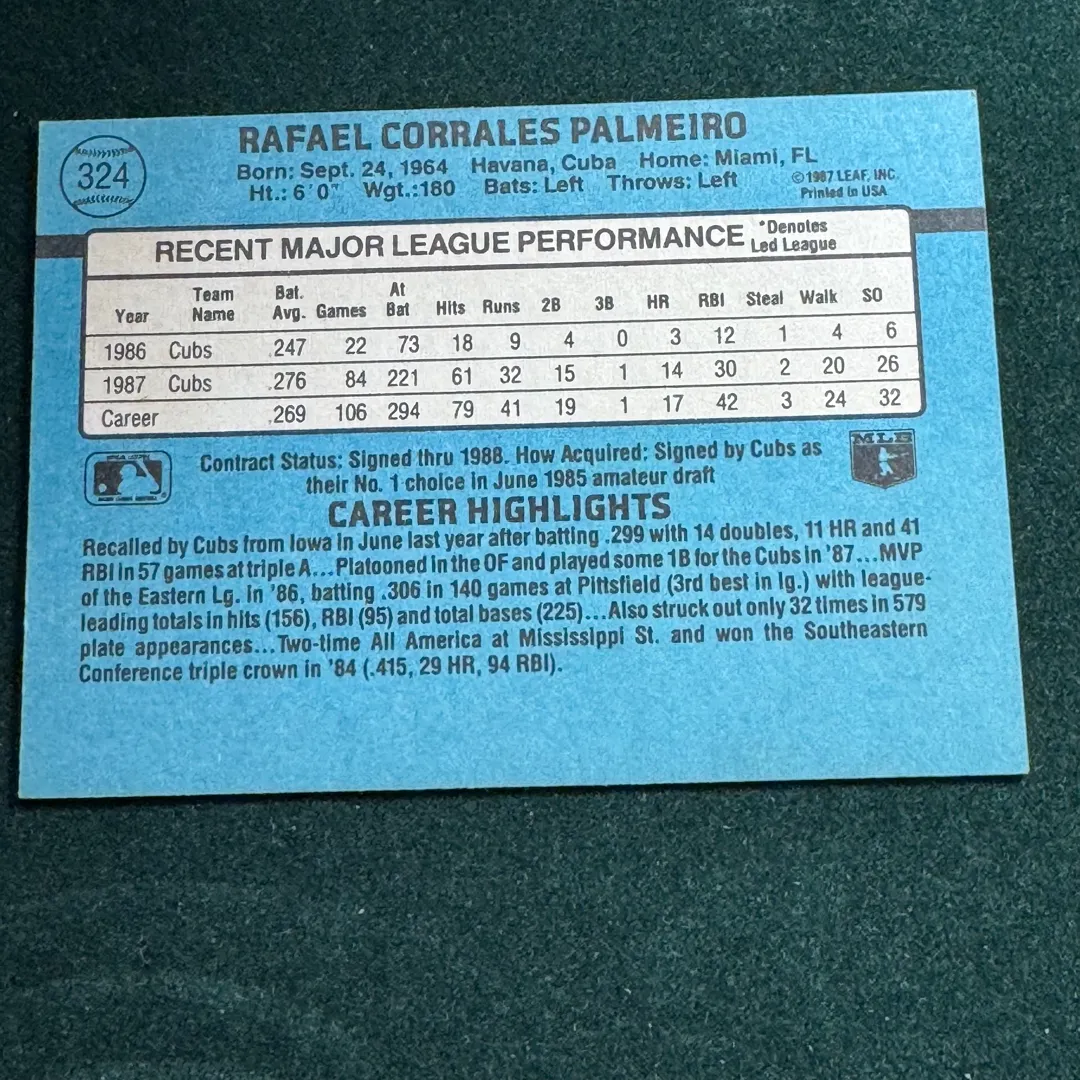 324
RAFAEL CORRALES PALMEIRO
Born: Sept. 24, 1964 Havana, Cuba Home: Miami, FL
Ht.: 6'0" Wgt.:180 Bats: Left Throws: Left
©1987 LEAF, INC.
Printed in USA
RECENT MAJOR LEAGUE PERFORMANCE
*Denotes
Led League
Year Team Name Bat. Avg. Games At Bat Hits Runs 2B 3B HR RBI Steal Walk SO
1986 Cubs .247 22 73 18 9 4 0 3 12 1 4 6
1987 Cubs .276 84 221 61 32 15 1 14 30 2 20 26
Career .269 106 294 79 41 19 1 17 42 3 24 32
MLB
Contract Status: Signed thru 1988. How Acquired: Signed by Cubs as
their No. 1 choice in June 1985 amateur draft
CAREER HIGHLIGHTS
Recalled by Cubs from Iowa in June last year after batting .299 with 14 doubles, 11 HR and 41
RBI in 57 games at triple A...Platooned in the OF and played some 1B for the Cubs in '87...MVP
of the Eastern Lg. in '86, batting .306 in 140 games at Pittsfield (3rd best in lg.) with league-
leading totals in hits (156), RBI (95) and total bases (225)...Also struck out only 32 times in 579
plate appearances...Two-time All America at Mississippi St. and won the Southeastern
Conference triple crown in '84 (.415, 29 HR, 94 RBI).